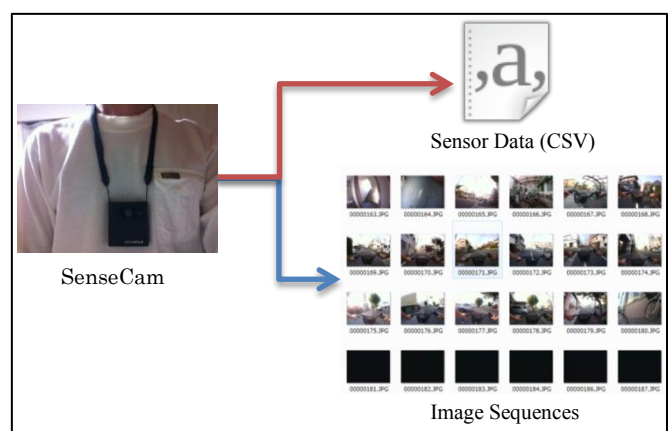 ,a,
Sensor Data (CSV)
SenseCam
00000163.JPG 00000164.JPG 00000165.JPG 00000166.JPG 00000167.JPG 00000168.JPG
00000169.JPG 00000170.JPG 00000171.JPG 00000172.JPG 00000173.JPG 00000174.JPG
00000175.JPG 00000176.JPG 00000177.JPG 00000178.JPG 00000179.JPG 00000180.JPG
00000181.JPG 00000182.JPG 00000183.JPG 00000184.JPG 00000186.JPG 00000187.JPG
Image Sequences